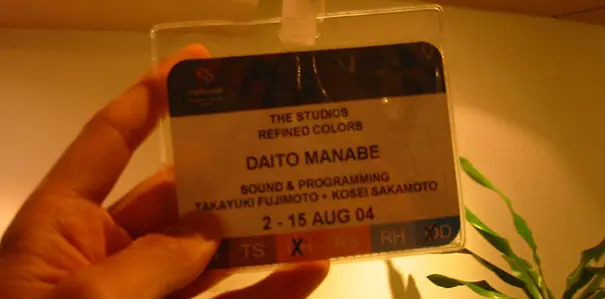 THE STUDIOS
REFINED COLORS
DAITO MANABE
SOUND & PROGRAMMING
TAKAYUKI FUJIMOTO + KOSEI SAKAMOTO
2 - 15 AUG 04
TS RS RH